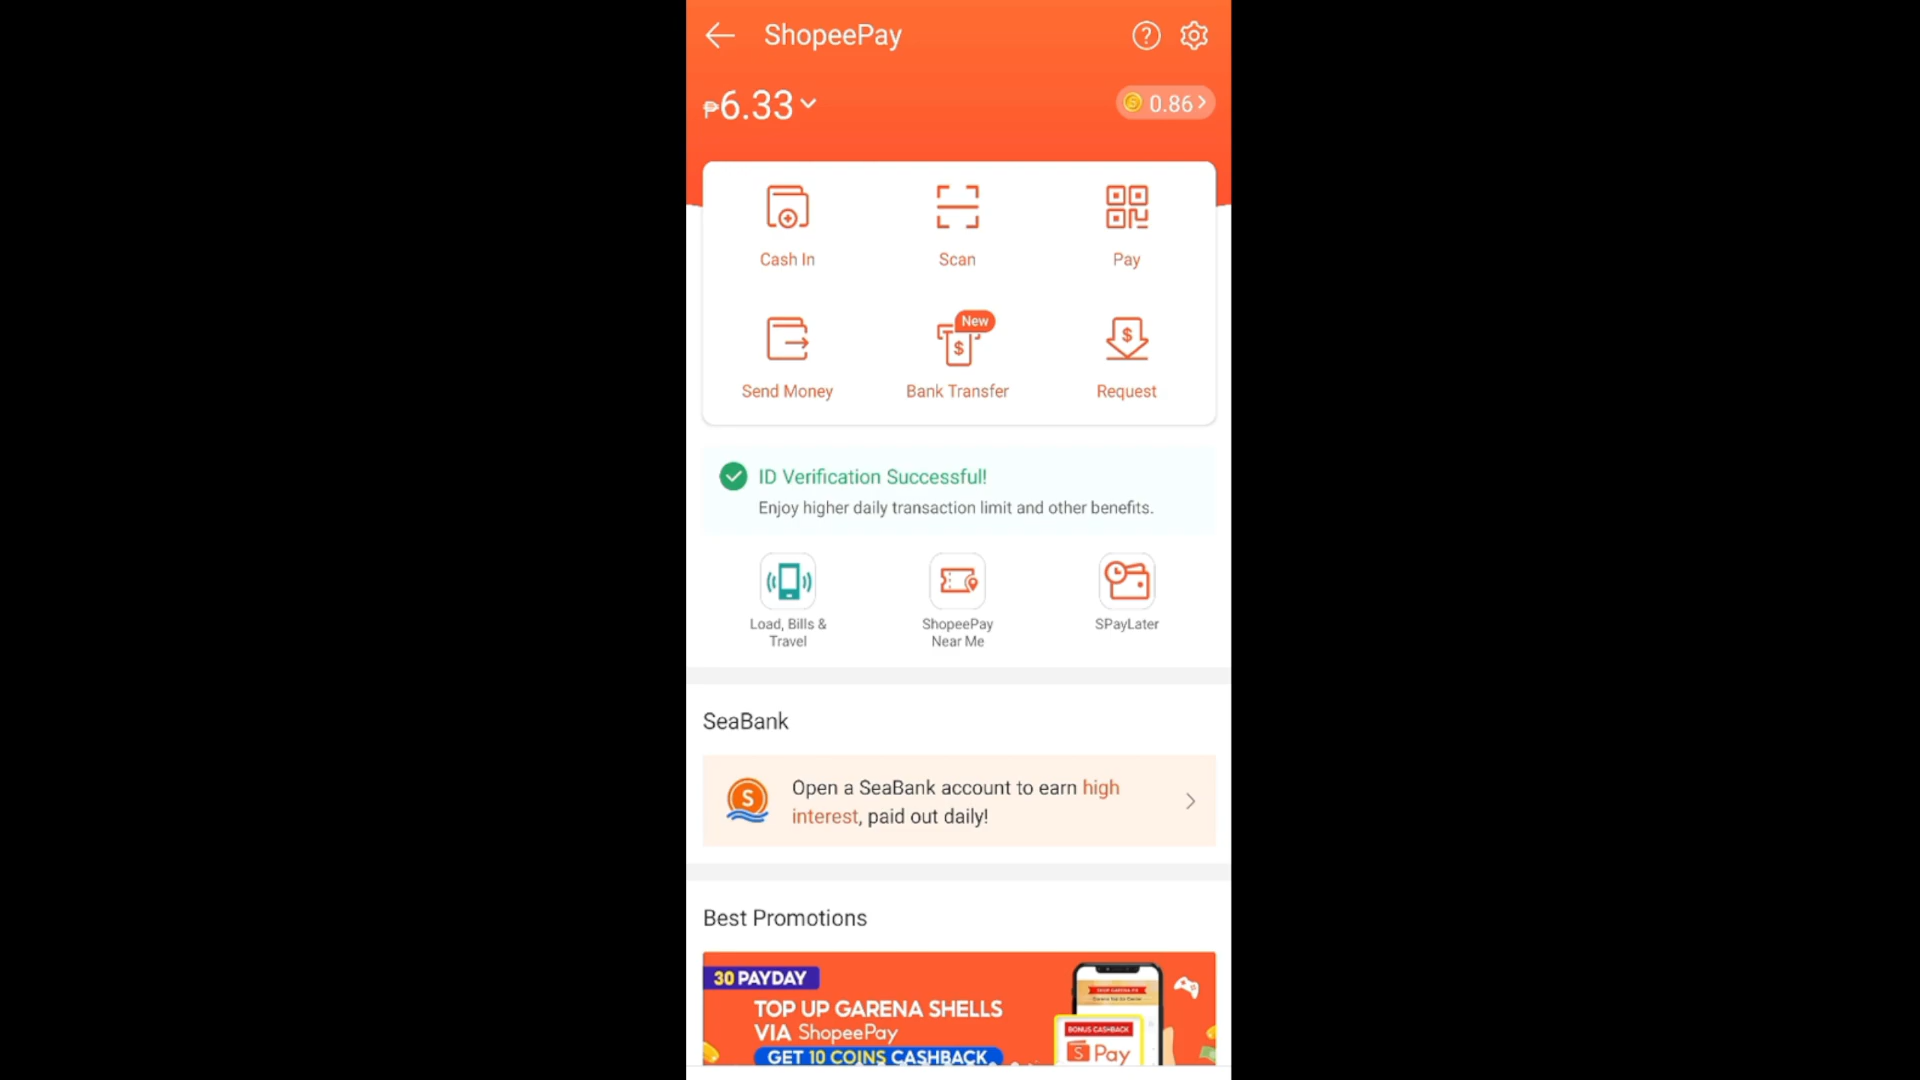 ShopeePay
₱6.33
0.86
Cash In
Scan
Pay
New
Send Money
Bank Transfer
Request
ID Verification Successful!
Enjoy higher daily transaction limit and other benefits.
Load, Bills &
Travel
ShopeePay
Near Me
SPayLater
SeaBank
Open a SeaBank account to earn high
interest, paid out daily!
Best Promotions
30 PAYDAY
TOP UP GARENA SHELLS
VIA ShopeePay
GET 10 COINS CASHBACK
BONUS CASHBACK
S Pay